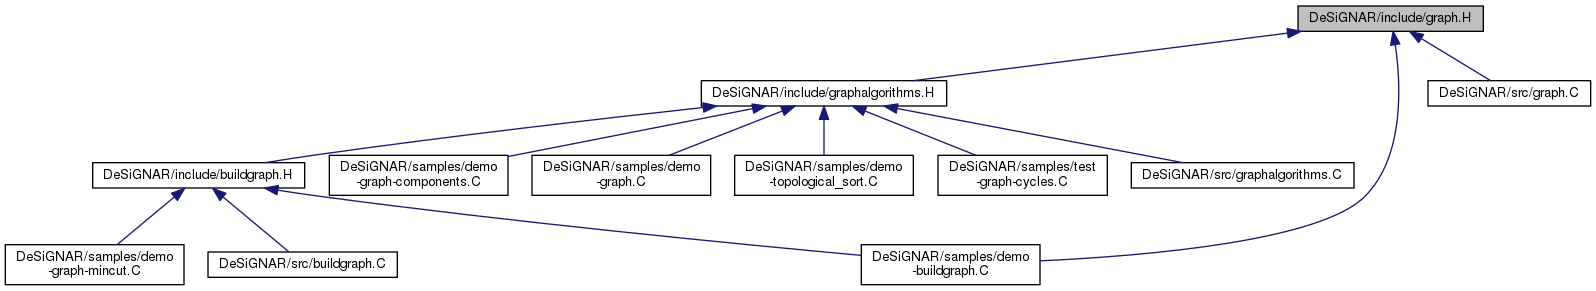 DeSiGNAR/include/graph.H
DeSiGNAR/include/graphalgorithms.H
DeSiGNAR/src/graph.C
DeSiGNAR/include/buildgraph.H
DeSiGNAR/samples/demo
-graph-components.C
DeSiGNAR/samples/demo
-graph.C
DeSiGNAR/samples/demo
-topological_sort.C
DeSiGNAR/samples/test
-graph-cycles.C
DeSiGNAR/src/graphalgorithms.C
DeSiGNAR/samples/demo
-graph-mincut.C
DeSiGNAR/src/buildgraph.C
DeSiGNAR/samples/demo
-buildgraph.C